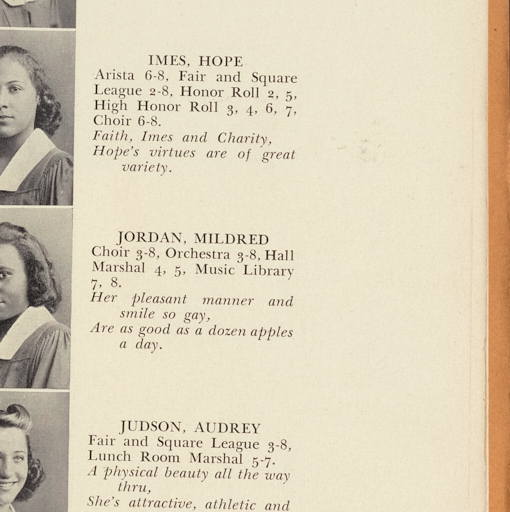 IMES, HOPE
Arista 6-8, Fair and Square
League 2-8, Honor Roll 2, 5,
High Honor Roll 3, 4, 6, 7,
Choir 6-8.
Faith, Imes and Charity,
Hope's virtues are of great
variety.
JORDAN, MILDRED
Choir 3-8, Orchestra 3-8, Hall
Marshal 4, 5, Music Library
7, 8.
Her pleasant manner and
smile so gay,
Are as good as a dozen apples
a day.
JUDSON, AUDREY
Fair and Square League 3-8,
Lunch Room Marshal 5-7.
A physical beauty all the way
thru,
She's attractive, athletic and